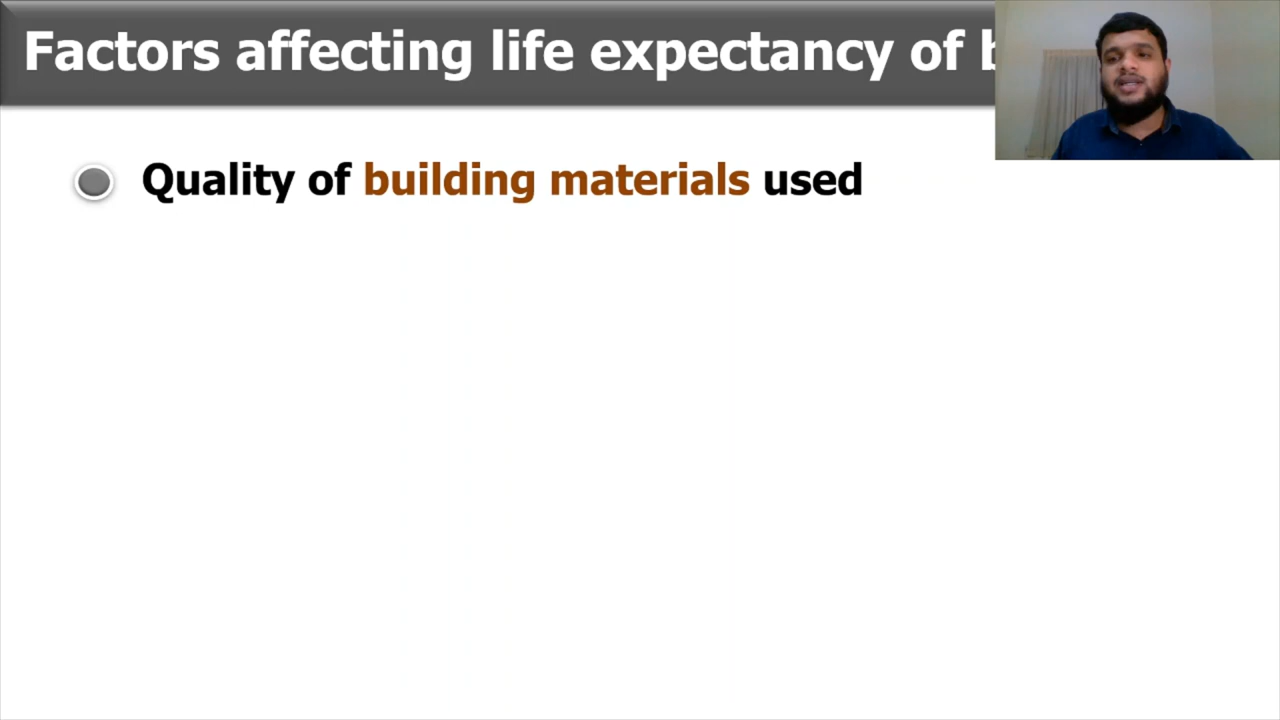 Factors affecting life expectancy of
Quality of building materials used